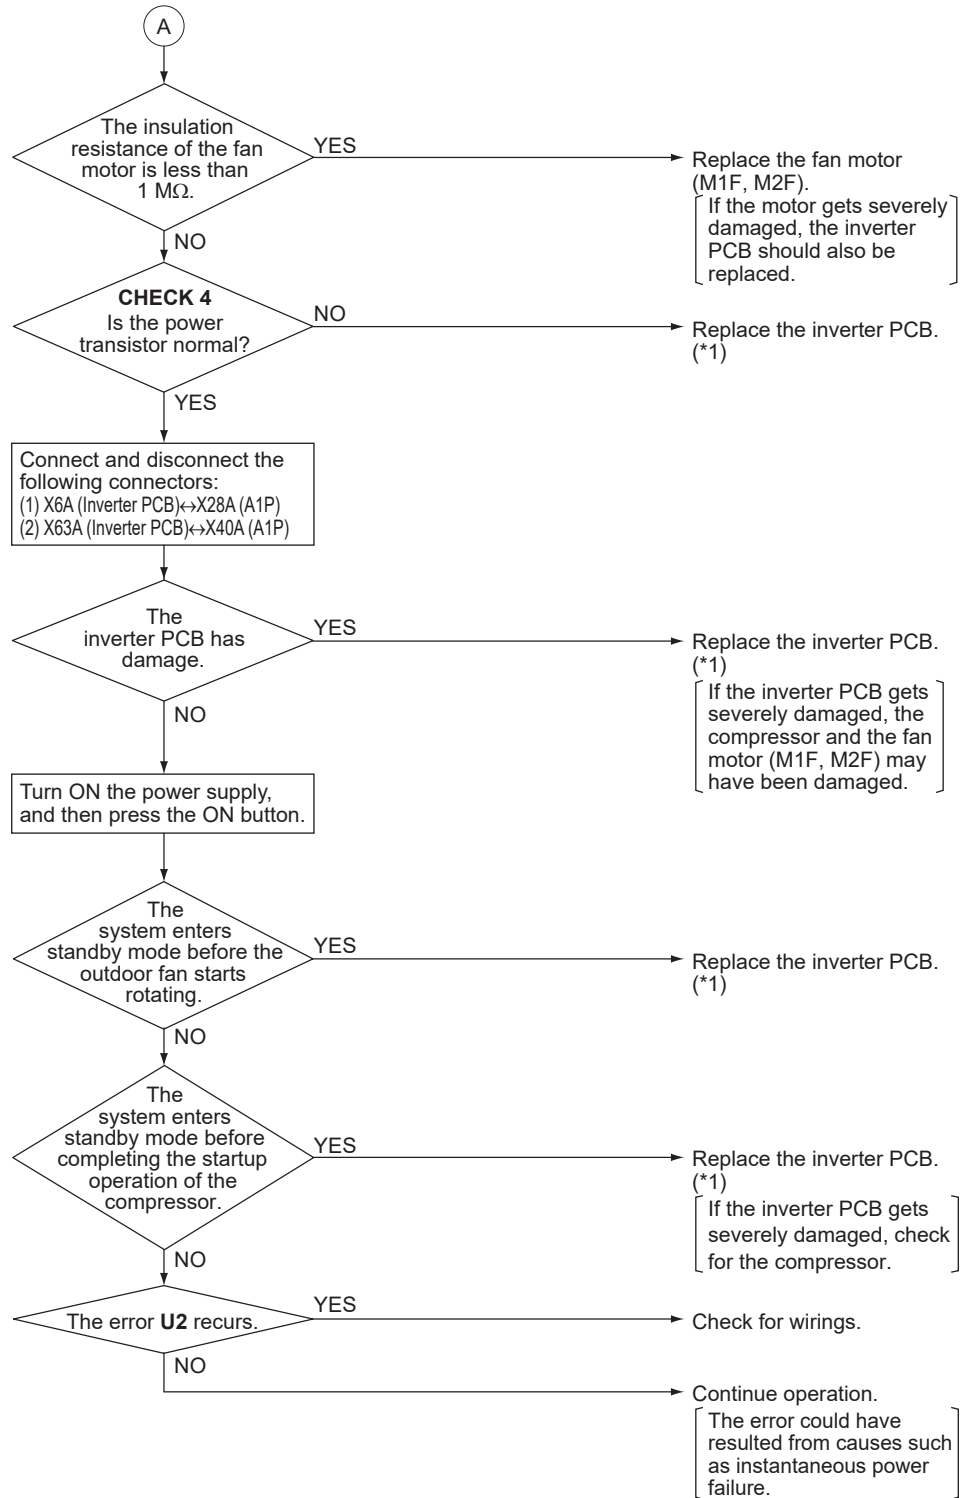 A
The insulation
resistance of the fan
motor is less than
1 MΩ.
YES
Replace the fan motor
(M1F, M2F).
If the motor gets severely
damaged, the inverter
PCB should also be
replaced.
NO
CHECK 4
Is the power
transistor normal?
NO
Replace the inverter PCB.
(*1)
YES
Connect and disconnect the
following connectors:
(1) X6A (Inverter PCB)↔X28A (A1P)
(2) X63A (Inverter PCB)↔X40A (A1P)
The
inverter PCB has
damage.
YES
Replace the inverter PCB.
(*1)
If the inverter PCB gets
severely damaged, the
compressor and the fan
motor (M1F, M2F) may
have been damaged.
NO
Turn ON the power supply,
and then press the ON button.
The
system enters
standby mode before the
outdoor fan starts
rotating.
YES
Replace the inverter PCB.
(*1)
NO
The
system enters
standby mode before
completing the startup
operation of the
compressor.
YES
Replace the inverter PCB.
(*1)
If the inverter PCB gets
severely damaged, check
for the compressor.
NO
The error U2 recurs.
YES
Check for wirings.
NO
Continue operation.
The error could have
resulted from causes such
as instantaneous power
failure.